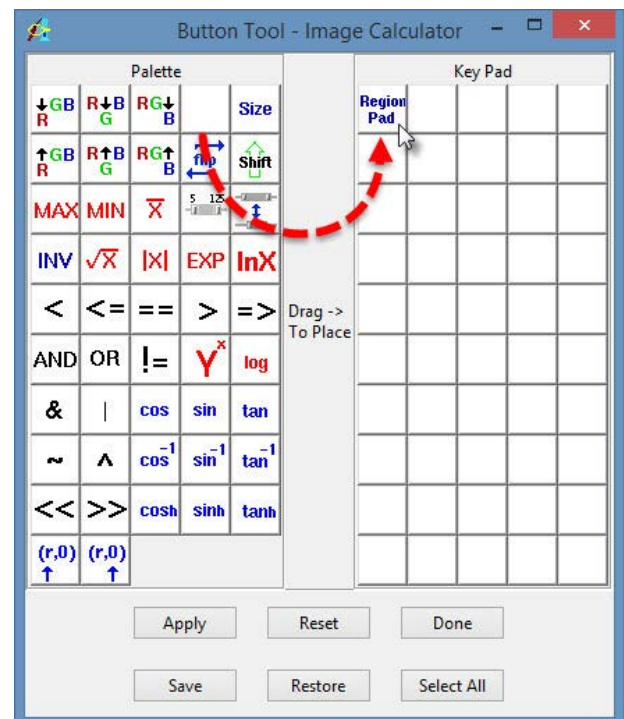 Button Tool - Image Calculator
Palette
Key Pad
↓GB
R
R↓B
G
RG↓
B
Size
Region
Pad
↑GB
R
R↑B
G
RG↑
B
flip
Shift
MAX MIN X̅ 5 125
INV √X̅ |X| EXP lnX
< <= == > =>
Drag ->
To Place
AND OR != Yˣ log
& | cos sin tan
~ ^ cos⁻¹ sin⁻¹ tan⁻¹
<< >> cosh sinh tanh
(r,0) (r,0)
↑ ↑
Apply Reset Done
Save Restore Select All